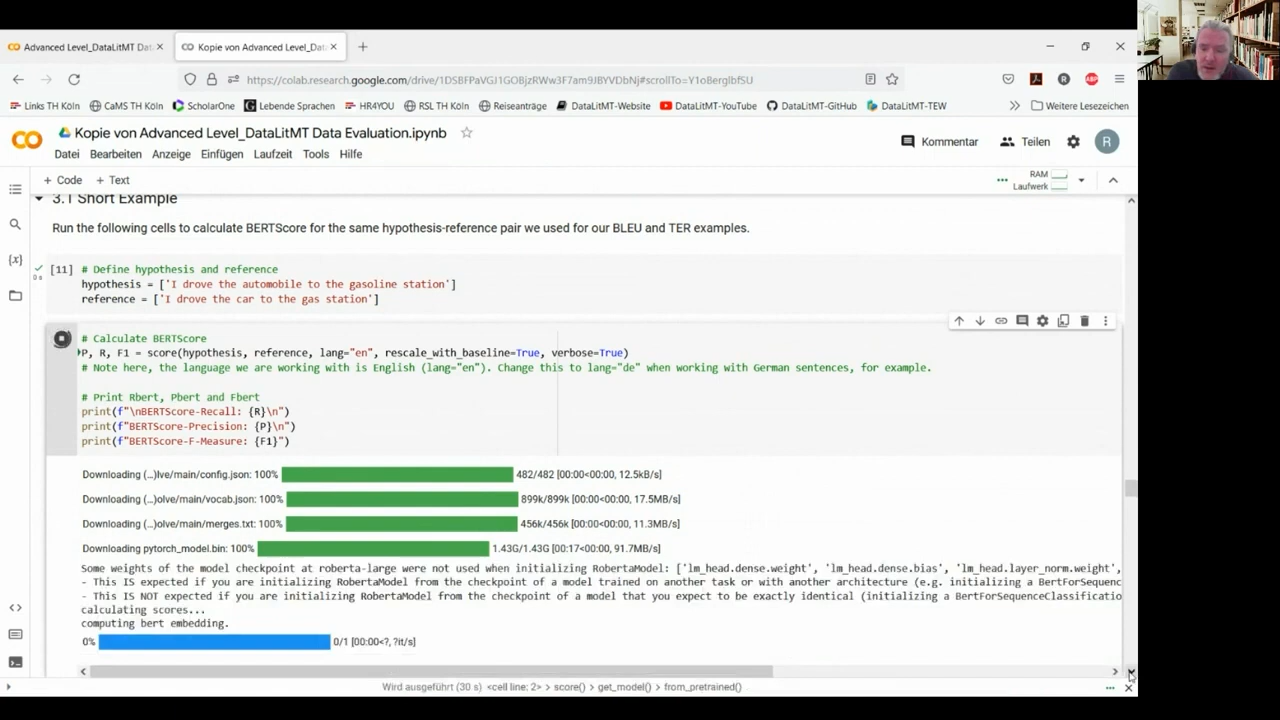 Advanced Level_DataLitMT Dat
Kopie von Advanced Level_Dat
https://colab.research.google.com/drive/1DSBFPaVGJ1GOBjzRWw3F7am9JBYVDbNj#scrollTo=Y1oBergIbfSU
Links TH Köln
CaMS TH Köln
ScholarOne
Lebende Sprachen
HR4YOU
RSL TH Köln
Reiseanträge
DataLitMT-Website
DataLitMT-YouTube
DataLitMT-GitHub
DataLitMT-TEW
Weitere Lesezeichen
Kopie von Advanced Level_DataLitMT Data Evaluation.ipynb
Kommentar
Teilen
R
Datei Bearbeiten Anzeige Einfügen Laufzeit Tools Hilfe
+ Code + Text
RAM
Laufwerk
3.1 Short Example
Run the following cells to calculate BERTScore for the same hypothesis-reference pair we used for our BLEU and TER examples.
[11] # Define hypothesis and reference
0 s
hypothesis = ['I drove the automobile to the gasoline station']
reference = ['I drove the car to the gas station']
# Calculate BERTScore
P, R, F1 = score(hypothesis, reference, lang="en", rescale_with_baseline=True, verbose=True)
# Note here, the language we are working with is English (lang="en"). Change this to lang="de" when working with German sentences, for example.
# Print Rbert, Pbert and Fbert
print(f"\nBERTScore-Recall: {R}\n")
print(f"BERTScore-Precision: {P}\n")
print(f"BERTScore-F-Measure: {F1}")
Downloading (…)lve/main/config.json: 100% 482/482 [00:00<00:00, 12.5kB/s]
Downloading (…)olve/main/vocab.json: 100% 899k/899k [00:00<00:00, 17.5MB/s]
Downloading (…)olve/main/merges.txt: 100% 456k/456k [00:00<00:00, 11.3MB/s]
Downloading pytorch_model.bin: 100% 1.43G/1.43G [00:17<00:00, 91.7MB/s]
Some weights of the model checkpoint at roberta-large were not used when initializing RobertaModel: ['lm_head.dense.weight', 'lm_head.dense.bias', 'lm_head.layer_norm.weight',
- This IS expected if you are initializing RobertaModel from the checkpoint of a model trained on another task or with another architecture (e.g. initializing a BertForSequenc
- This IS NOT expected if you are initializing RobertaModel from the checkpoint of a model that you expect to be exactly identical (initializing a BertForSequenceClassificatio
calculating scores...
computing bert embedding.
0% 0/1 [00:00<?, ?it/s]
Wird ausgeführt (30 s) <cell line: 2> > score() > get_model() > from_pretrained()